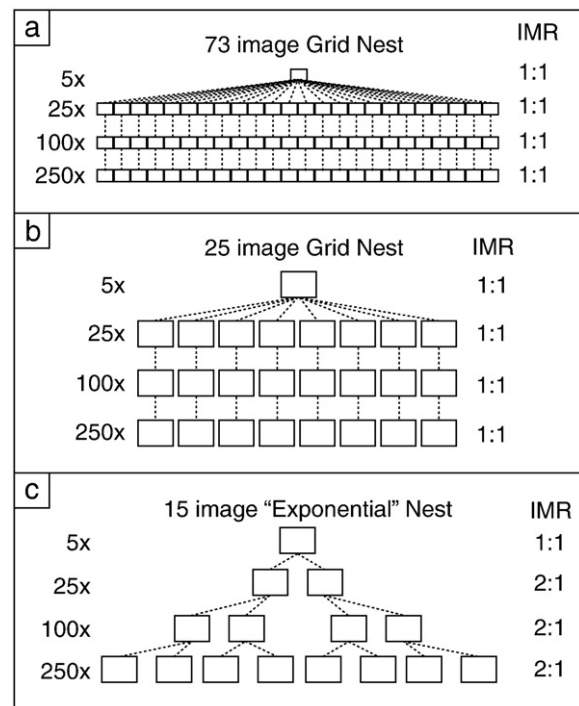 a
73 image Grid Nest IMR
5x 1:1
25x 1:1
100x 1:1
250x 1:1
b
25 image Grid Nest IMR
5x 1:1
25x 1:1
100x 1:1
250x 1:1
c
15 image “Exponential” Nest IMR
5x 1:1
25x 2:1
100x 2:1
250x 2:1